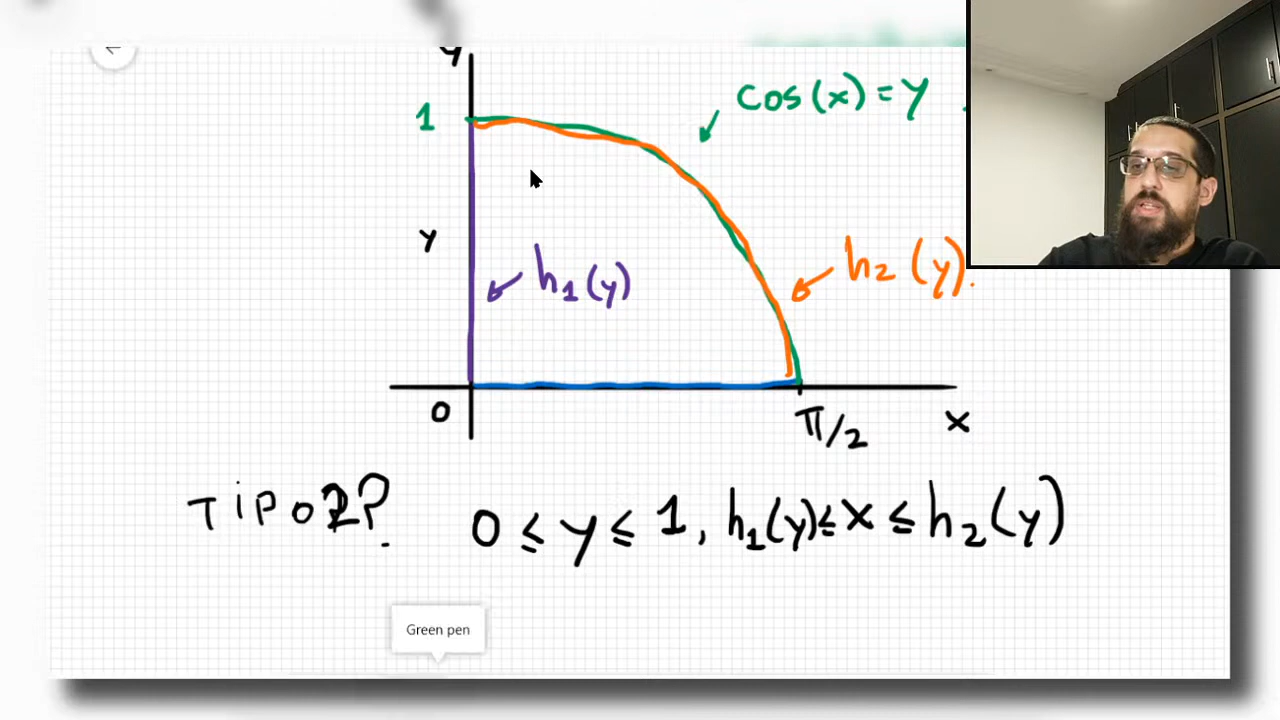 y
1
cos(x) = y
y
h₁(y)
h₂(y).
0
π/2
x
TiPO 2?
0 ≤ y ≤ 1, h₁(y) ≤ x ≤ h₂(y)
Green pen